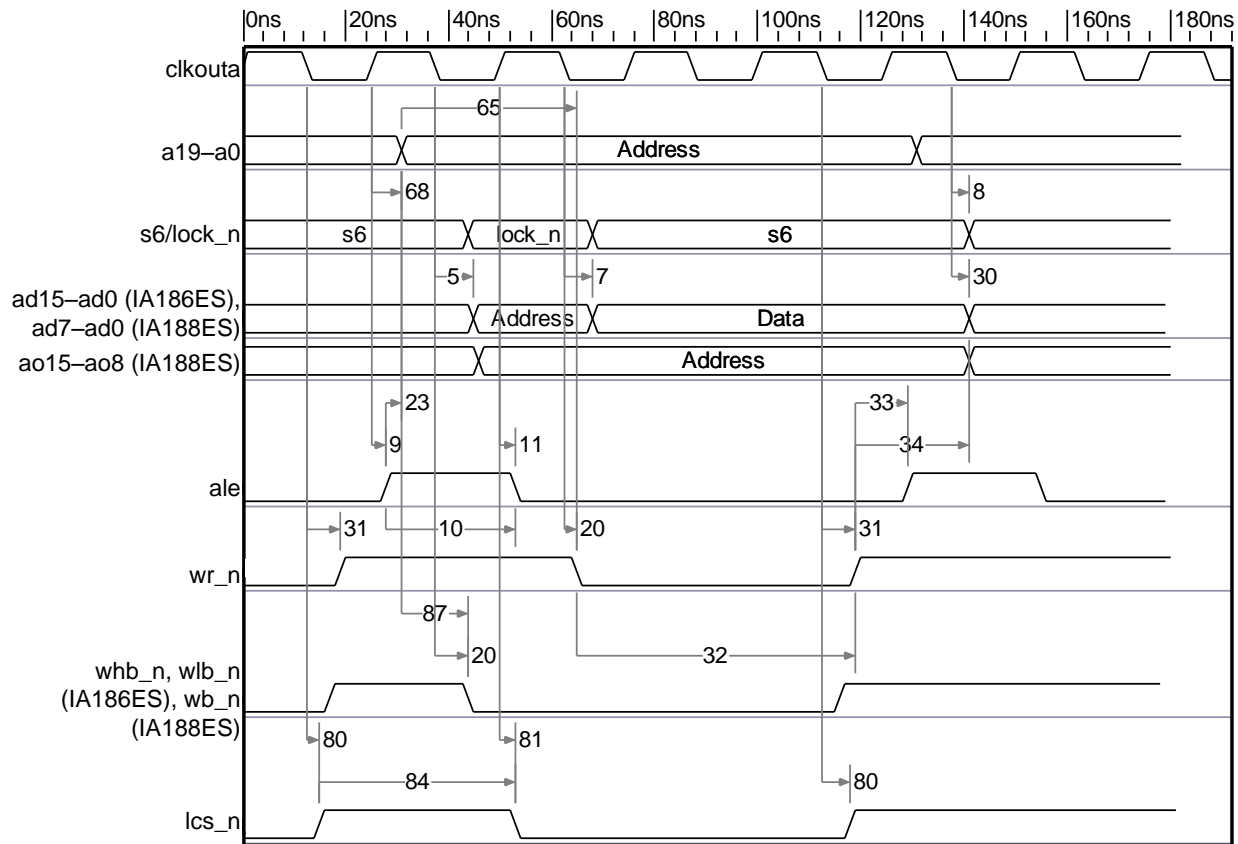 0ns 20ns 40ns 60ns 80ns 100ns 120ns 140ns 160ns 180ns
clkouta
65
a19–a0 Address
68 8
s6/lock_n s6 lock_n s6
5 7 30
ad15–ad0 (IA186ES),
ad7–ad0 (IA188ES) Address Data
ao15–ao8 (IA188ES) Address
23 33
9 11 34
ale
31 10 20 31
wr_n
87
20 32
whb_n, wlb_n
(IA186ES), wb_n
(IA188ES)
80 81
84 80
lcs_n